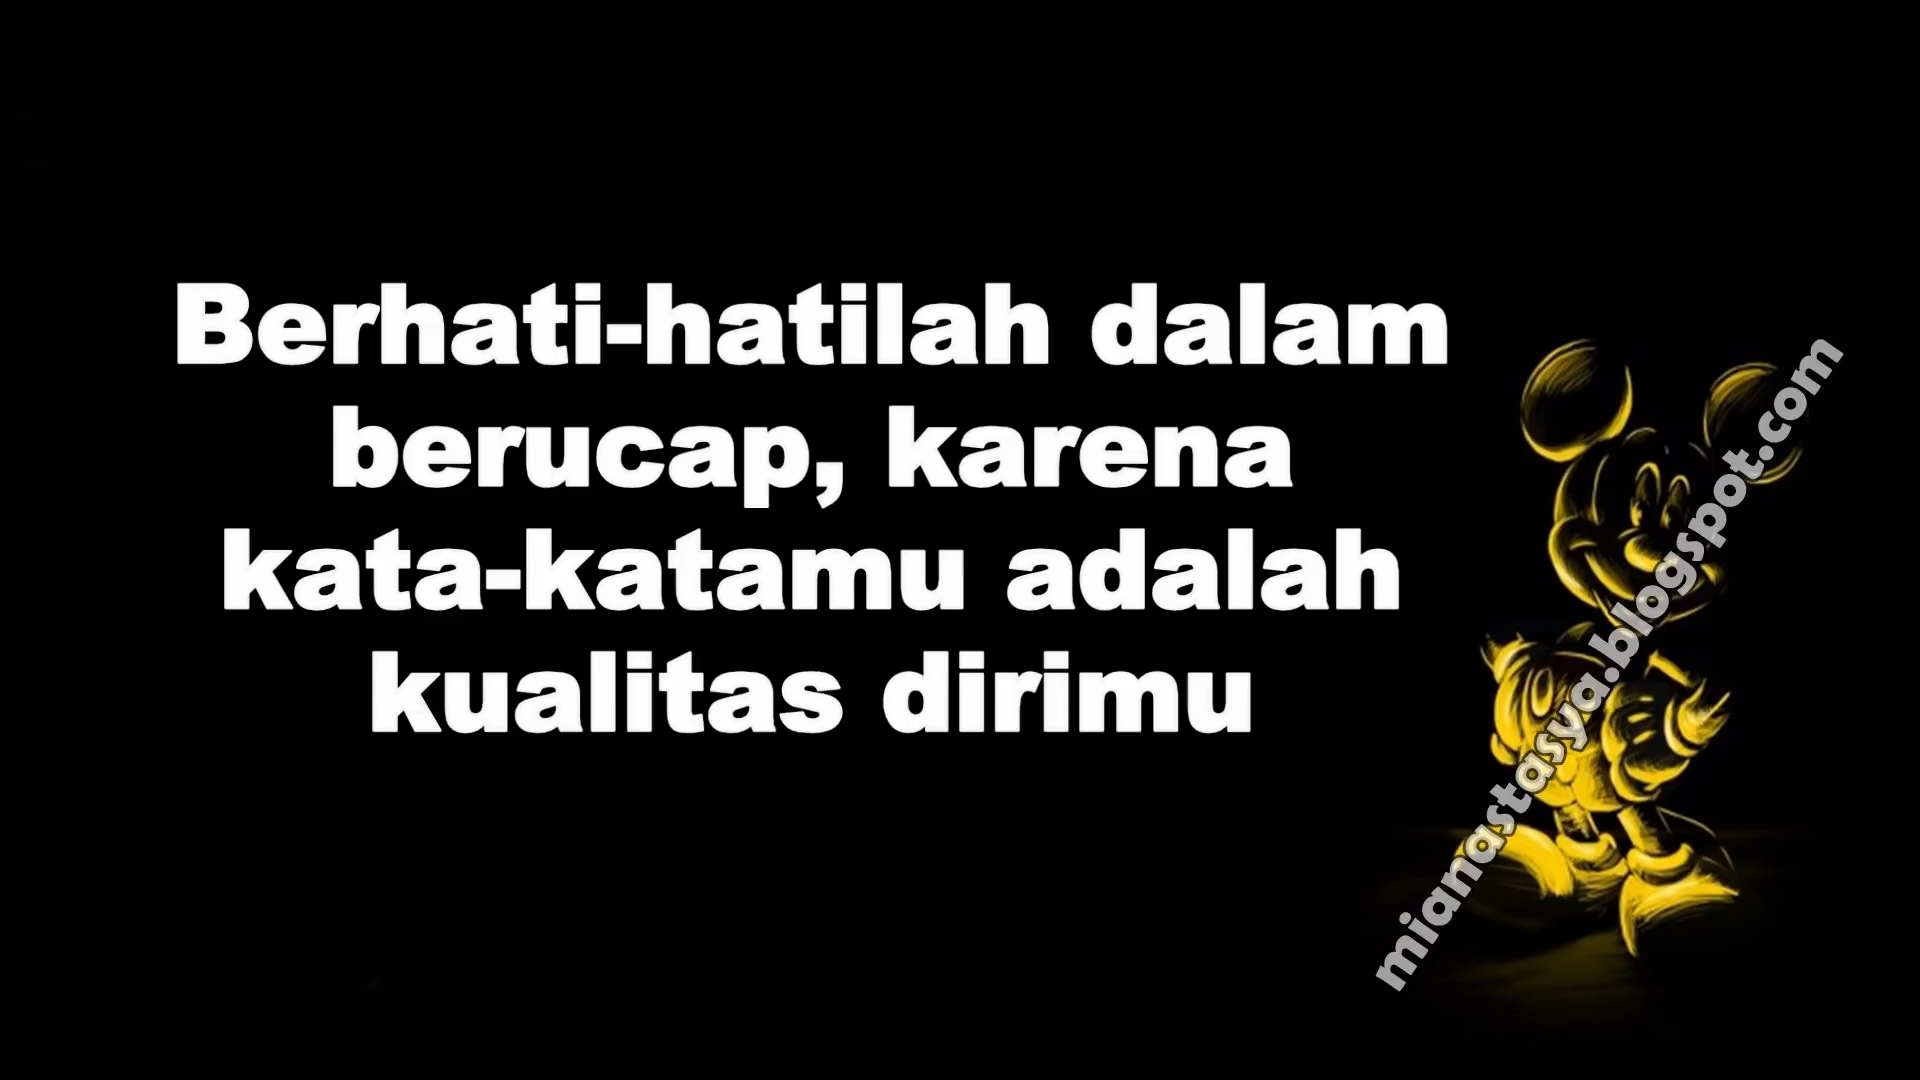 Berhati-hatilah dalam
berucap, karena
kata-katamu adalah
kualitas dirimu
mianastasya.blogspot.com